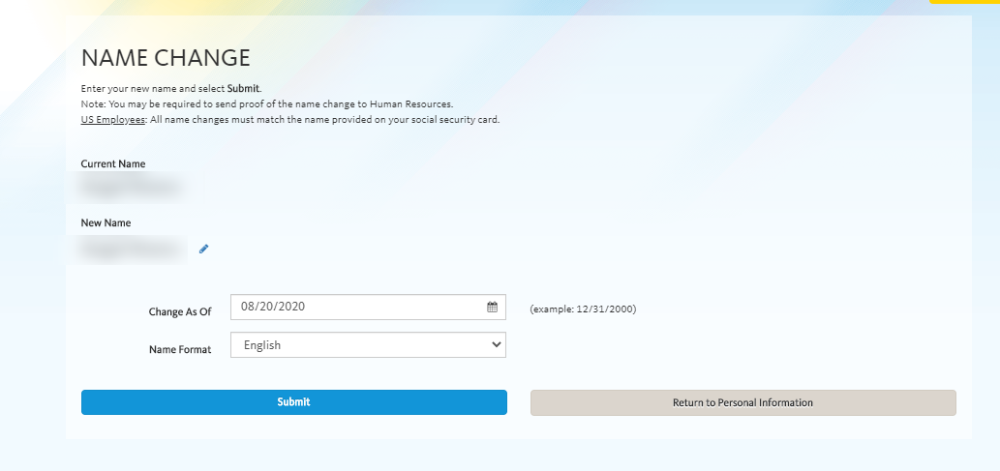 NAME CHANGE
Enter your new name and select Submit.
Note: You may be required to send proof of the name change to Human Resources.
US Employees: All name changes must match the name provided on your social security card.
Current Name
New Name
Change As Of 08/20/2020 (example: 12/31/2000)
Name Format English
Submit Return to Personal Information